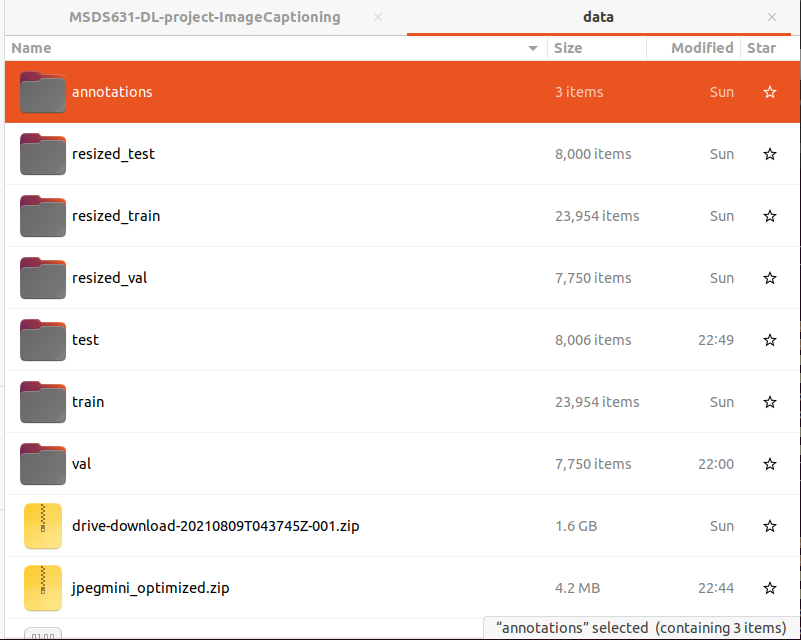 MSDS631-DL-project-ImageCaptioning × data ×
Name Size Modified Star
annotations 3 items Sun
resized_test 8,000 items Sun
resized_train 23,954 items Sun
resized_val 7,750 items Sun
test 8,006 items 22:49
train 23,954 items Sun
val 7,750 items 22:00
drive-download-20210809T043745Z-001.zip 1.6 GB Sun
jpegmini_optimized.zip 4.2 MB 22:44
“annotations” selected (containing 3 items)